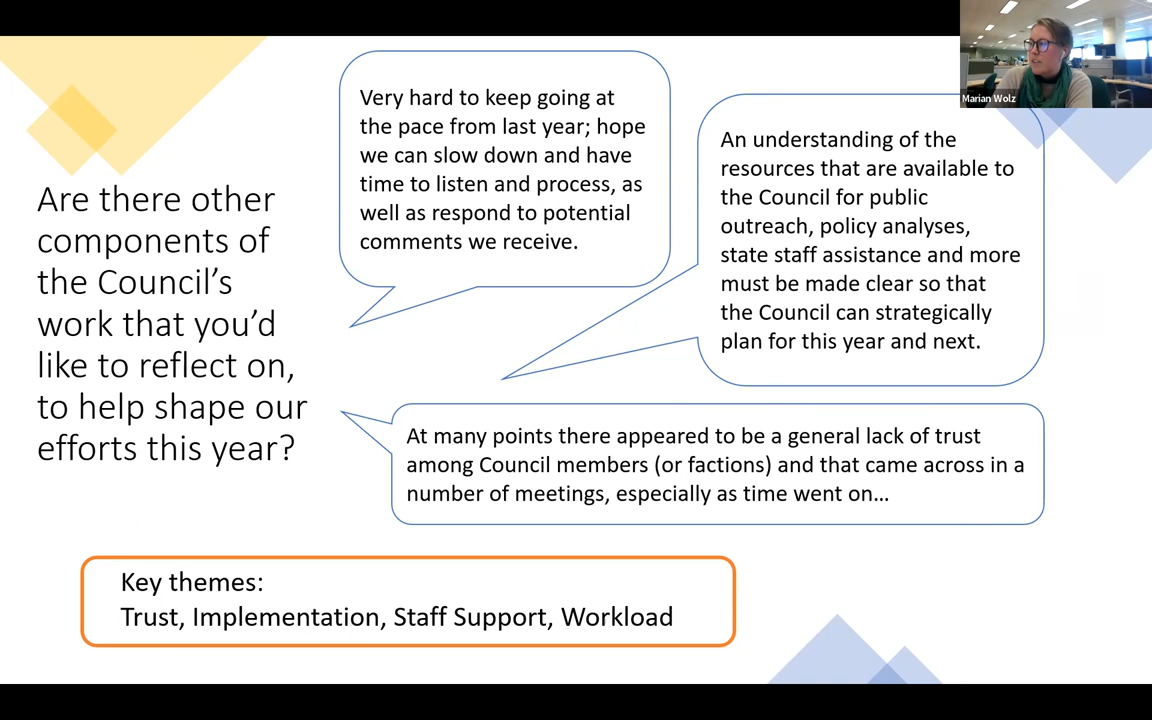 Marian Wolz
Are there other
components of
the Council's
work that you'd
like to reflect on,
to help shape our
efforts this year?
Very hard to keep going at
the pace from last year; hope
we can slow down and have
time to listen and process, as
well as respond to potential
comments we receive.
An understanding of the
resources that are available to
the Council for public
outreach, policy analyses,
state staff assistance and more
must be made clear so that
the Council can strategically
plan for this year and next.
At many points there appeared to be a general lack of trust
among Council members (or factions) and that came across in a
number of meetings, especially as time went on…
Key themes:
Trust, Implementation, Staff Support, Workload